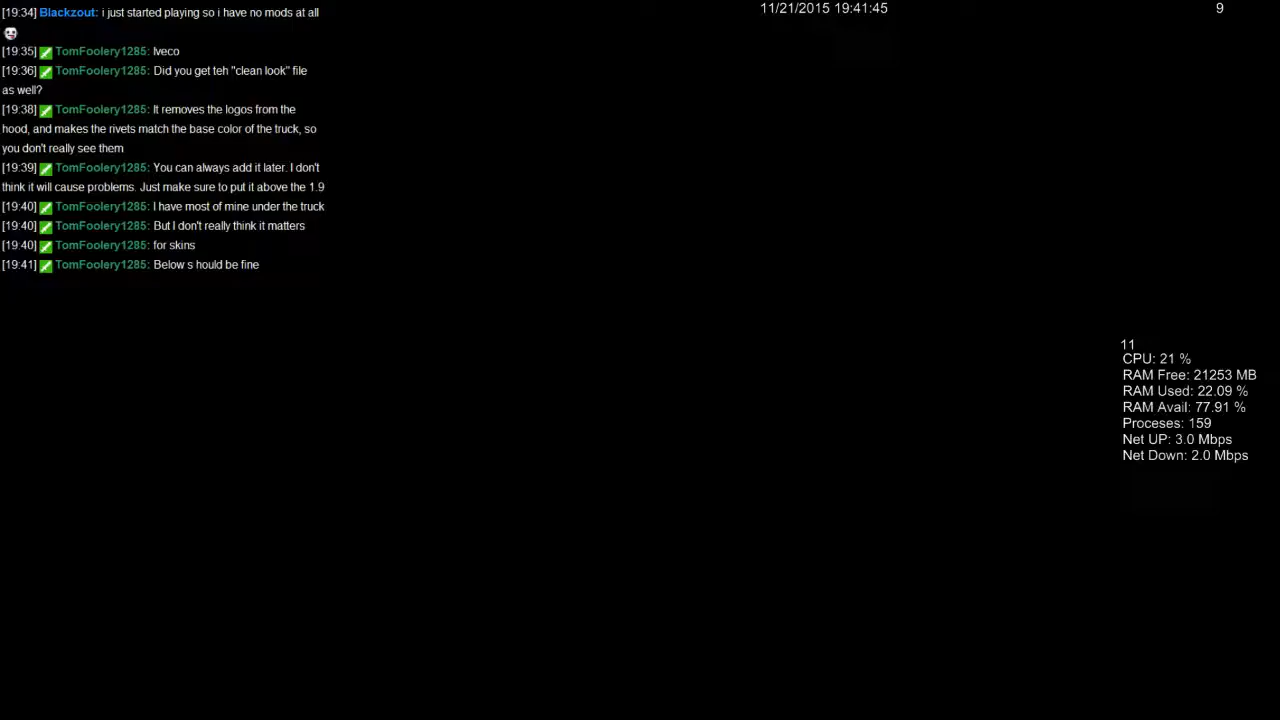 [19:34] Blackzout: i just started playing so i have no mods at all
[19:35] TomFoolery1285: Iveco
[19:36] TomFoolery1285: Did you get teh "clean look" file
as well?
[19:38] TomFoolery1285: It removes the logos from the
hood, and makes the rivets match the base color of the truck, so
you don't really see them
[19:39] TomFoolery1285: You can always add it later. I don't
think it will cause problems. Just make sure to put it above the 1.9
[19:40] TomFoolery1285: I have most of mine under the truck
[19:40] TomFoolery1285: But I don't really think it matters
[19:40] TomFoolery1285: for skins
[19:41] TomFoolery1285: Below s hould be fine
11/21/2015 19:41:45
9
11
CPU: 21 %
RAM Free: 21253 MB
RAM Used: 22.09 %
RAM Avail: 77.91 %
Proceses: 159
Net UP: 3.0 Mbps
Net Down: 2.0 Mbps